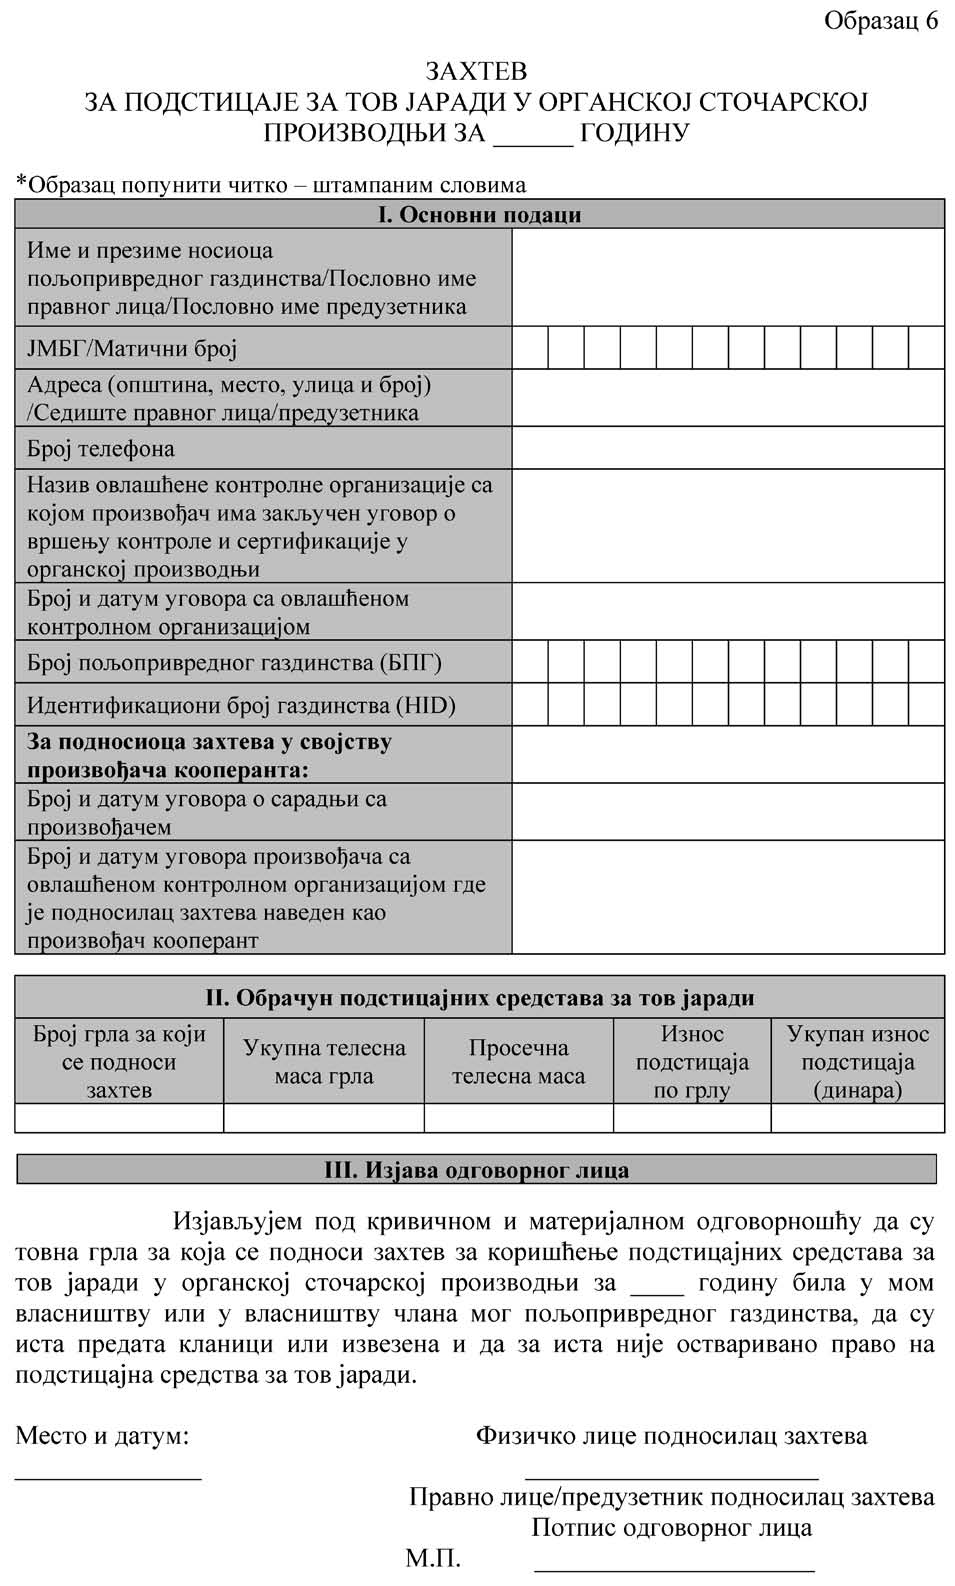 Образац 6
ЗАХТЕВ
ЗА ПОДСТИЦАЈЕ ЗА ТОВ ЈАРАДИ У ОРГАНСКОЈ СТОЧАРСКОЈ
ПРОИЗВОДЊИ ЗА ______ ГОДИНУ
*Образац попунити читко – штампаним словима
I. Основни подаци
Име и презиме носиоца
пољопривредног газдинства/Пословно име
правног лица/Пословно име предузетника
ЈМБГ/Матични број
Адреса (општина, место, улица и број)
/Седиште правног лица/предузетника
Број телефона
Назив овлашћене контролне организације са
којом произвођач има закључен уговор о
вршењу контроле и сертификације у
органској производњи
Број и датум уговора са овлашћеном
контролном организацијом
Број пољопривредног газдинства (БПГ)
Идентификациони број газдинства (HID)
За подносиоца захтева у својству
произвођача кооперанта:
Број и датум уговора о сарадњи са
произвођачем
Број и датум уговора произвођача са
овлашћеном контролном организацијом где
је подносилац захтева наведен као
произвођач кооперант
II. Обрачун подстицајних средстава за тов јаради
Број грла за који
се подноси
захтев
Укупна телесна
маса грла
Просечна
телесна маса
Износ
подстицаја
по грлу
Укупан износ
подстицаја
(динара)
III. Изјава одговорног лица
Изјављујем под кривичном и материјалном одговорношћу да су
товна грла за која се подноси захтев за коришћење подстицајних средстава за
тов јаради у органској сточарској производњи за ____ годину била у мом
власништву или у власништву члана мог пољопривредног газдинства, да су
иста предата кланици или извезена и да за иста није остваривано право на
подстицајна средства за тов јаради.
Место и датум:
Физичко лице подносилац захтева
______________ ______________________
Правно лице/предузетник подносилац захтева
Потпис одговорног лица
М.П. _____________________